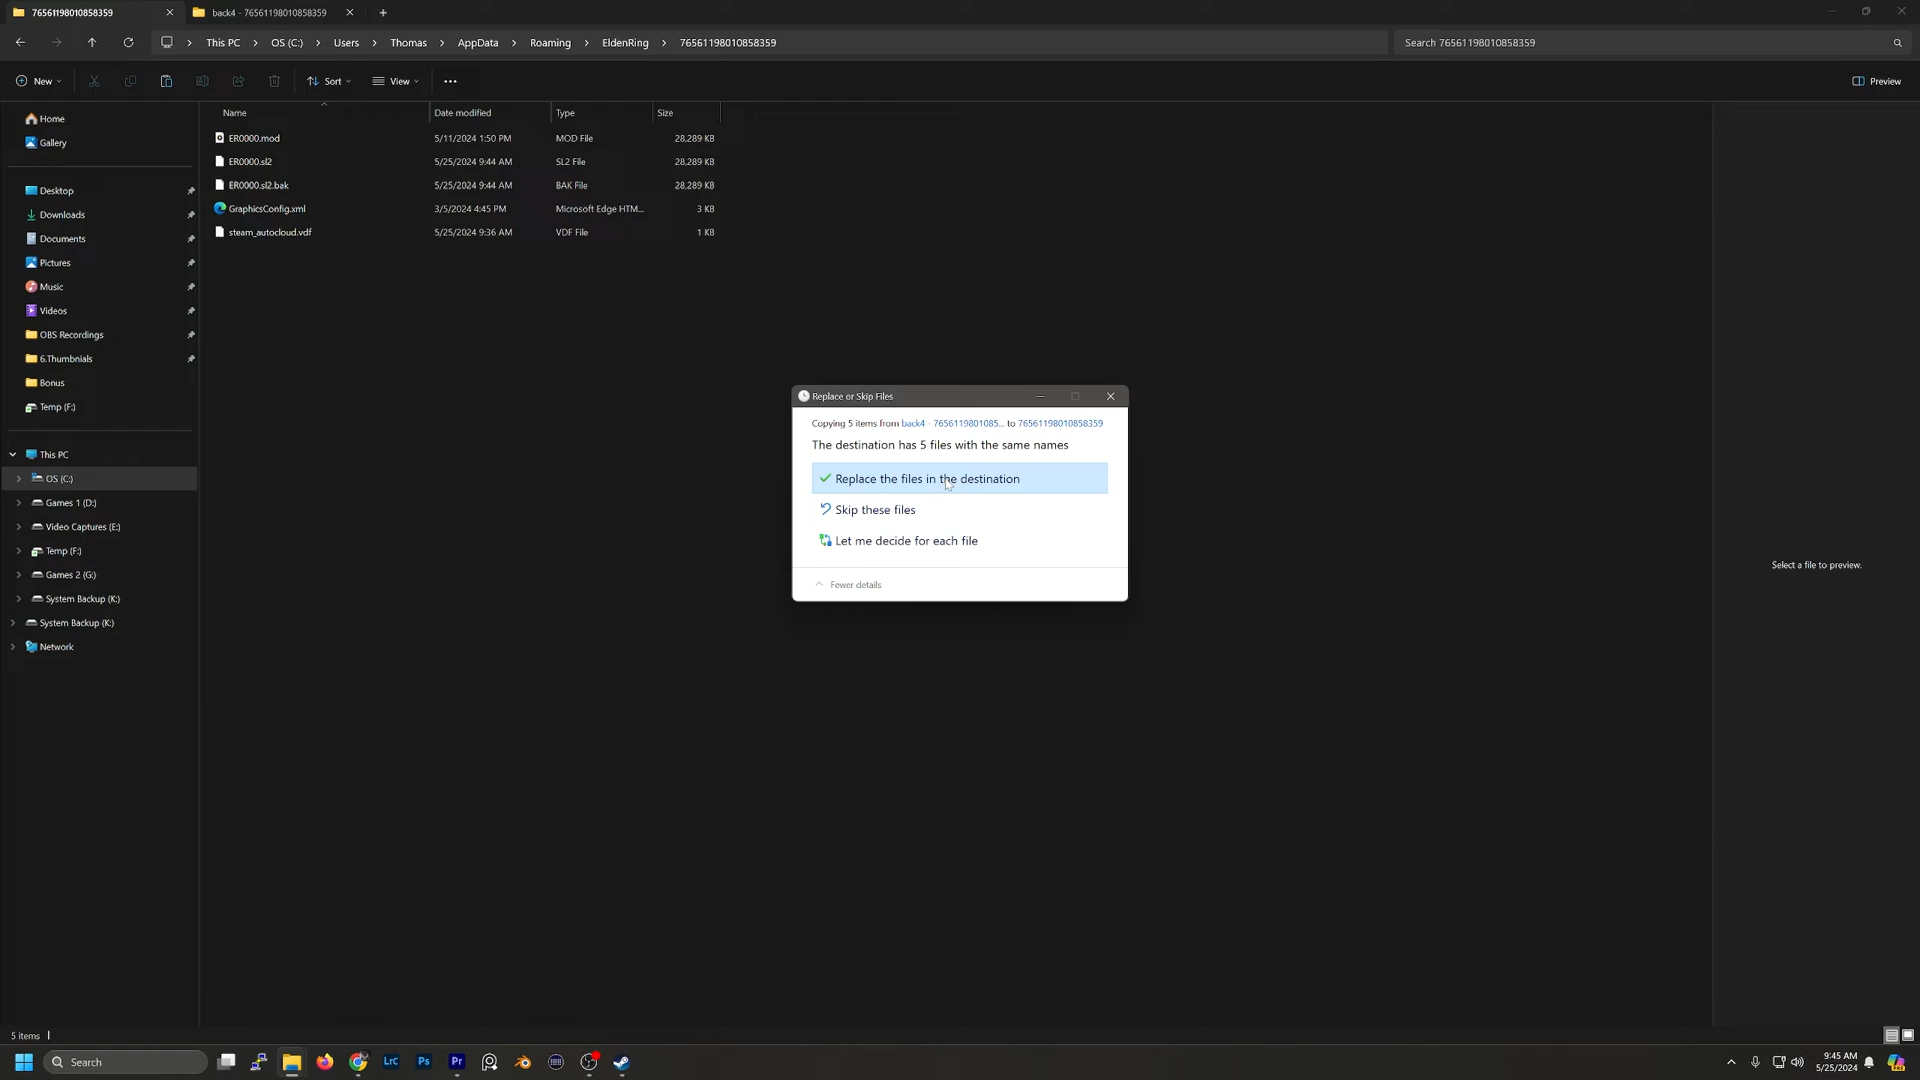 76561198010858359
back4 - 76561198010858359
This PC > OS (C:) > Users > Thomas > AppData > Roaming > EldenRing > 76561198010858359
Search 76561198010858359
New
Sort
View
Preview
Name Date modified Type Size
ER0000.mod 5/11/2024 1:50 PM MOD File 28,289 KB
ER0000.sl2 5/25/2024 9:44 AM SL2 File 28,289 KB
ER0000.sl2.bak 5/25/2024 9:44 AM BAK File 28,289 KB
GraphicsConfig.xml 3/5/2024 4:45 PM Microsoft Edge HTM... 3 KB
steam_autocloud.vdf 5/25/2024 9:36 AM VDF File 1 KB
Home
Gallery
Desktop
Downloads
Documents
Pictures
Music
Videos
OBS Recordings
6.Thumbnials
Bonus
Temp (F:)
This PC
OS (C:)
Games 1 (D:)
Video Captures (E:)
Temp (F:)
Games 2 (G:)
System Backup (K:)
System Backup (K:)
Network
Replace or Skip Files
Copying 5 items from back4 - 7656119801085... to 76561198010858359
The destination has 5 files with the same names
Replace the files in the destination
Skip these files
Let me decide for each file
Fewer details
Select a file to preview.
5 items
Search
LrC
Ps
Pr
9:45 AM
5/25/2024